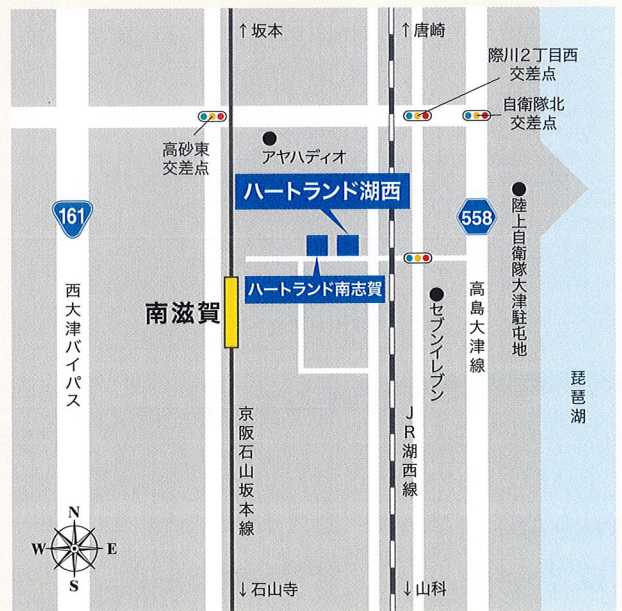 ↑坂本
↑唐崎
際川2丁目西
交差点
自衛隊北
交差点
高砂東
交差点
アヤハディオ
ハートランド湖西
161
558
陸上自衛隊大津駐屯地
ハートランド南志賀
南滋賀
西大津バイパス
セブンイレブン
高島大津線
琵琶湖
京阪石山坂本線
JR湖西線
N
W
E
S
↓石山寺
↓山科